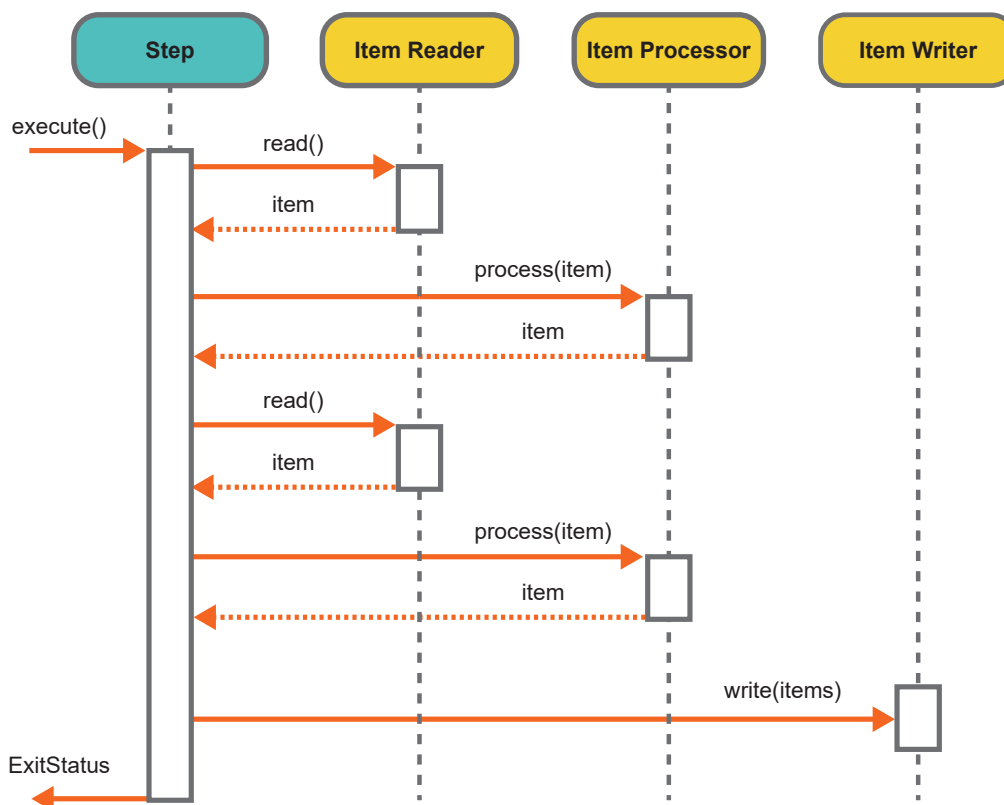 Step
Item Reader
Item Processor
Item Writer
execute()
read()
item
process(item)
item
read()
item
process(item)
item
write(items)
ExitStatus